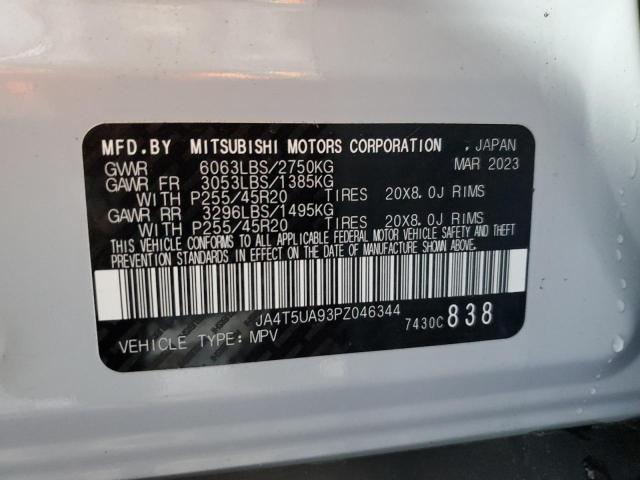 MFD.BY MITSUBISHI MOTORS CORPORATION , JAPAN
GVWR 6063LBS/2750KG MAR 2023
GAWR FR 3053LBS/1385KG
WITH P255/45R20 TIRES 20X8.0J RIMS
GAWR RR 3296LBS/1495KG
WITH P255/45R20 TIRES 20X8.0J RIMS
THIS VEHICLE CONFORMS TO ALL APPLICABLE FEDERAL MOTOR VEHICLE SAFETY AND THEFT
PREVENTION STANDARDS IN EFFECT ON THE DATE OF MANUFACTURE SHOWN ABOVE.
JA4T5UA93PZ046344
7430C 838
VEHICLE TYPE: MPV